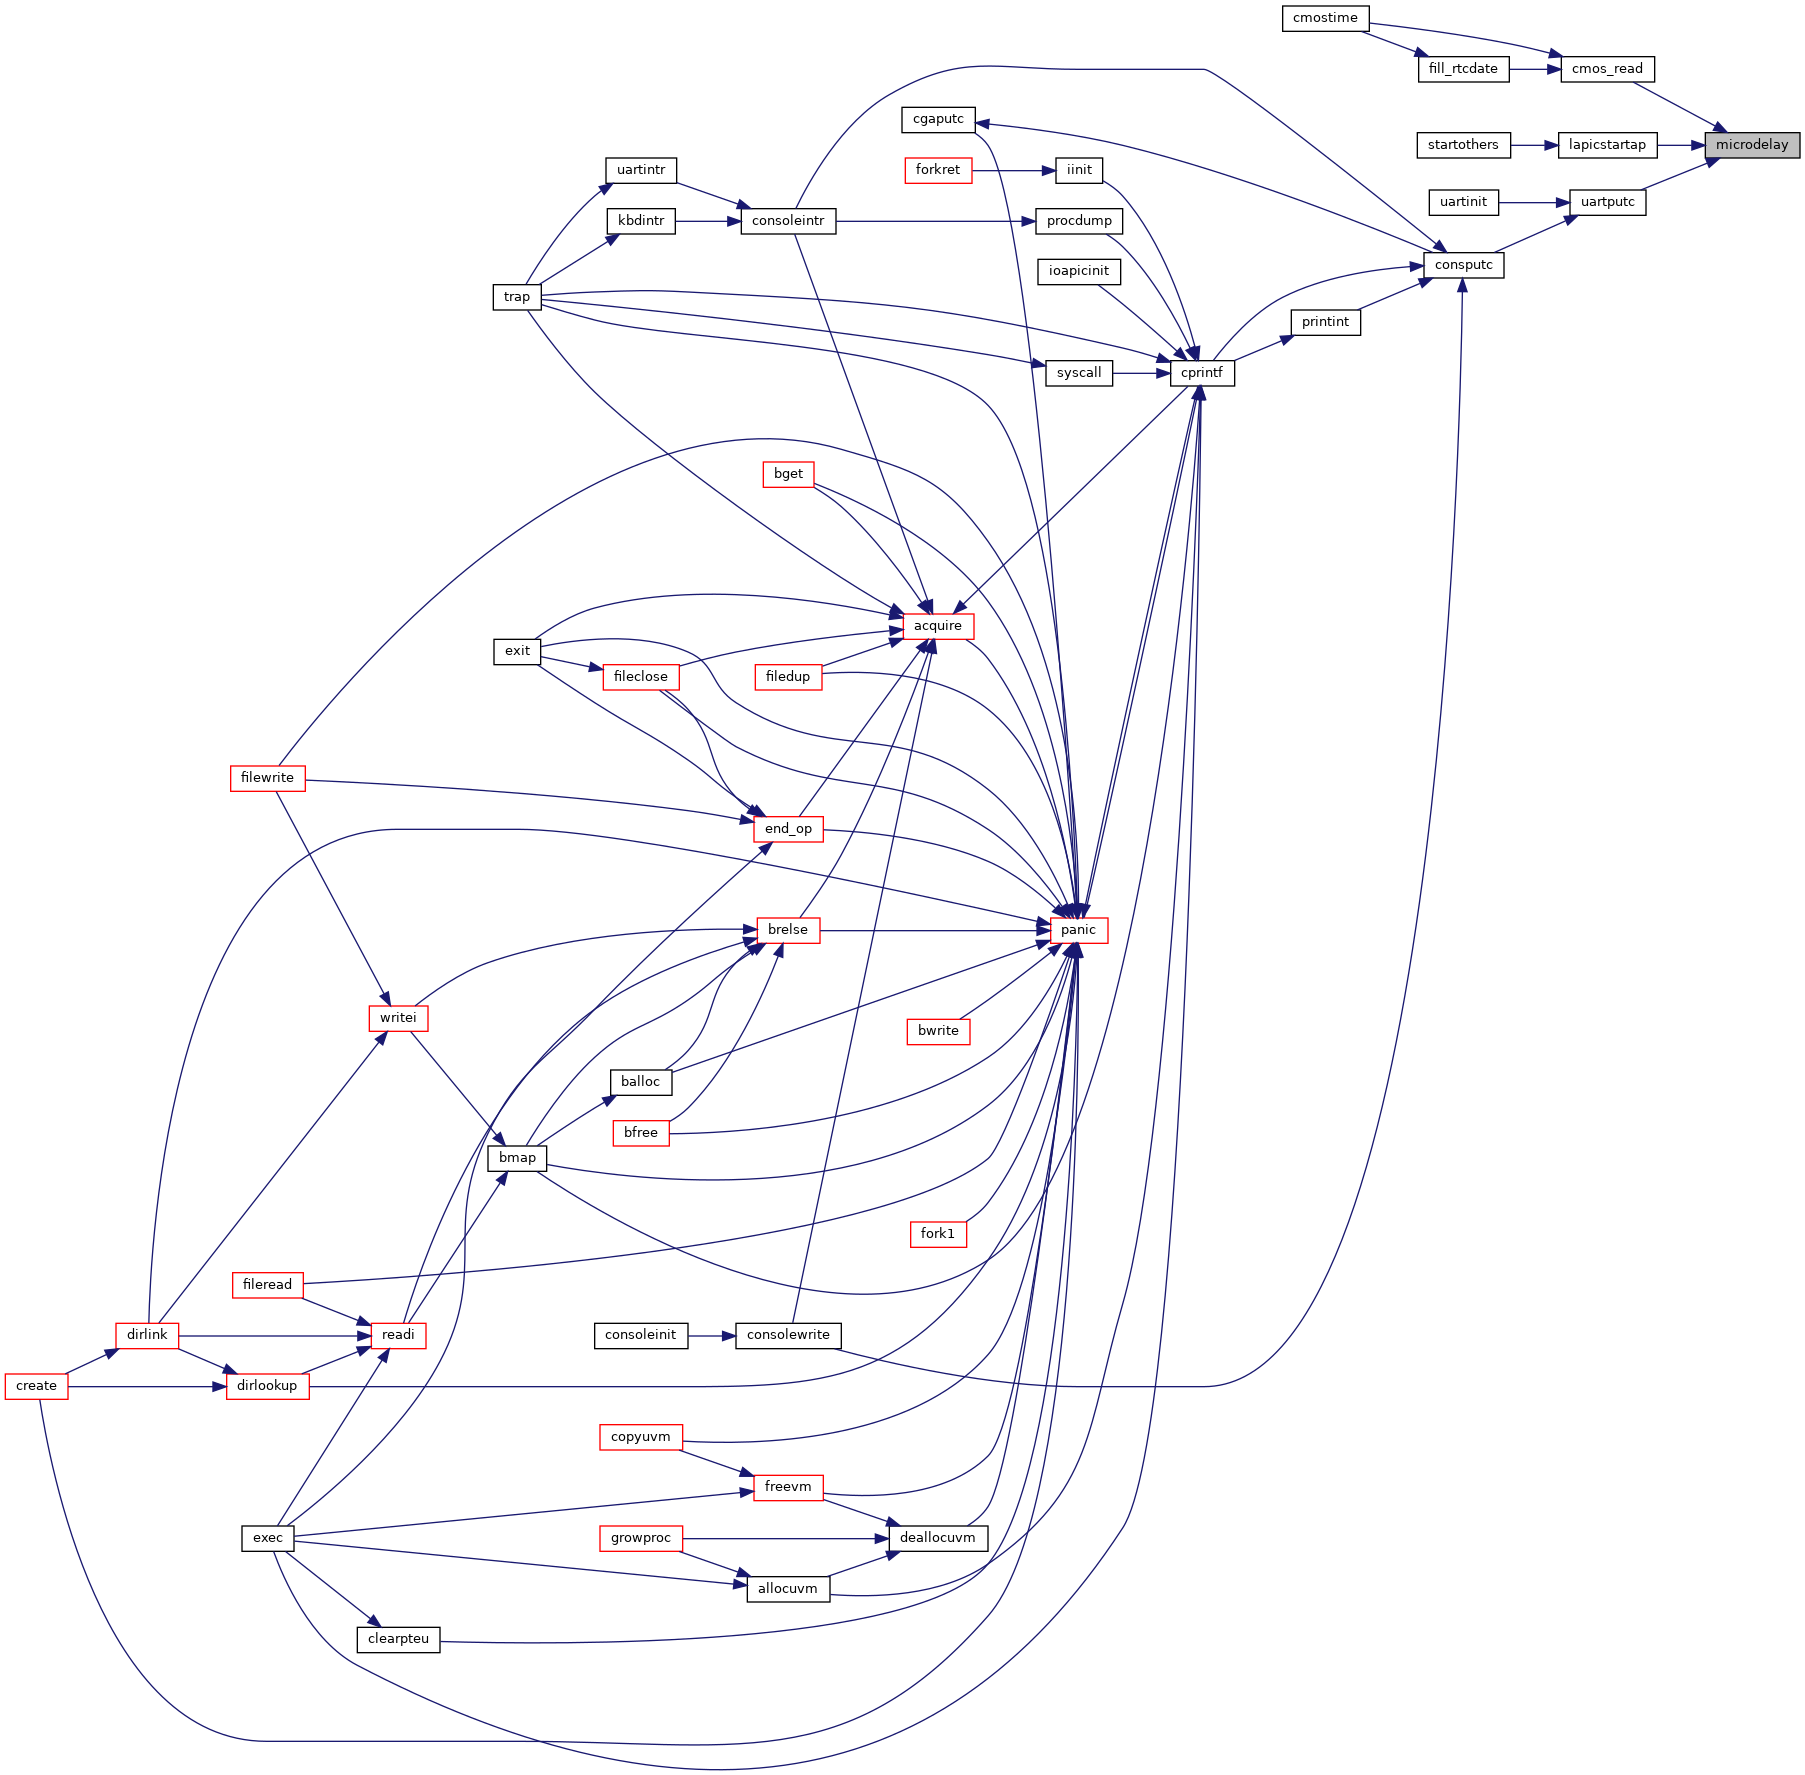 cmostime
fill_rtcdate
cmos_read
cgaputc
startothers
lapicstartap
microdelay
uartintr
forkret
iinit
uartinit
uartputc
kbdintr
consoleintr
procdump
consputc
ioapicinit
trap
printint
syscall
cprintf
bget
acquire
exit
fileclose
filedup
filewrite
end_op
brelse
panic
writei
bwrite
balloc
bfree
bmap
fork1
fileread
dirlink
readi
consoleinit
consolewrite
create
dirlookup
copyuvm
freevm
exec
growproc
deallocuvm
allocuvm
clearpteu